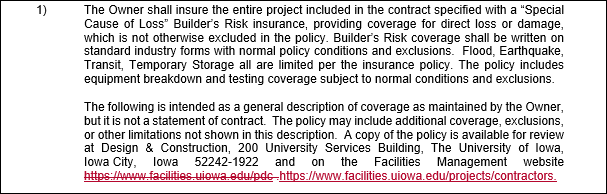 1) The Owner shall insure the entire project included in the contract specified with a “Special
Cause of Loss” Builder’s Risk insurance, providing coverage for direct loss or damage,
which is not otherwise excluded in the policy. Builder’s Risk coverage shall be written on
standard industry forms with normal policy conditions and exclusions. Flood, Earthquake,
Transit, Temporary Storage all are limited per the insurance policy. The policy includes
equipment breakdown and testing coverage subject to normal conditions and exclusions.
The following is intended as a general description of coverage as maintained by the Owner,
but it is not a statement of contract. The policy may include additional coverage, exclusions,
or other limitations not shown in this description. A copy of the policy is available for review
at Design & Construction, 200 University Services Building, The University of Iowa,
Iowa City, Iowa 52242-1922 and on the Facilities Management website
https://www.facilities.uiowa.edu/pdc https://www.facilities.uiowa.edu/projects/contractors.